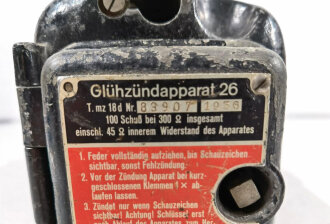 Glühzündapparat 26
T. mz 18 d Nr. 83907 1956
100 Schuß bei 300 Ω insgesamt
einschl. 45 Ω innerem Widerstand des Apparates
1. Feder vollständig aufziehen, bis Schauzeichen
sichtbar, sonst Fehlzündung.
2. Vor der Zündung Apparat bei kurz-
geschlossenen Klemmen 1 × ab-
laufen lassen.
3. Zündet nur wenn Schauzeichen
sichtbar! Achtung! Schlüssel erst